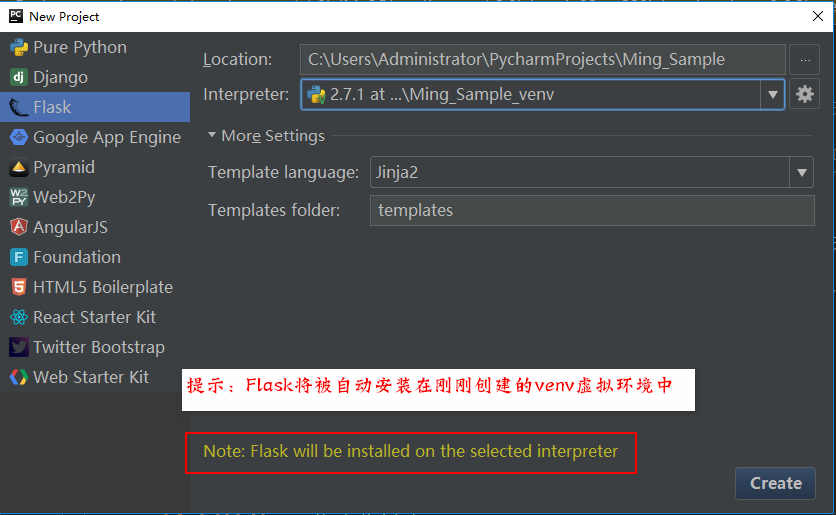 New Project
Pure Python
Django
Flask
Google App Engine
Pyramid
Web2Py
AngularJS
Foundation
HTML5 Boilerplate
React Starter Kit
Twitter Bootstrap
Web Starter Kit
Location: C:\Users\Administrator\PycharmProjects\Ming_Sample ...
Interpreter: 2.7.1 at ...\Ming_Sample_venv
More Settings
Template language: Jinja2
Templates folder: templates
提示：Flask将被自动安装在刚刚创建的venv虚拟环境中
Note: Flask will be installed on the selected interpreter
Create